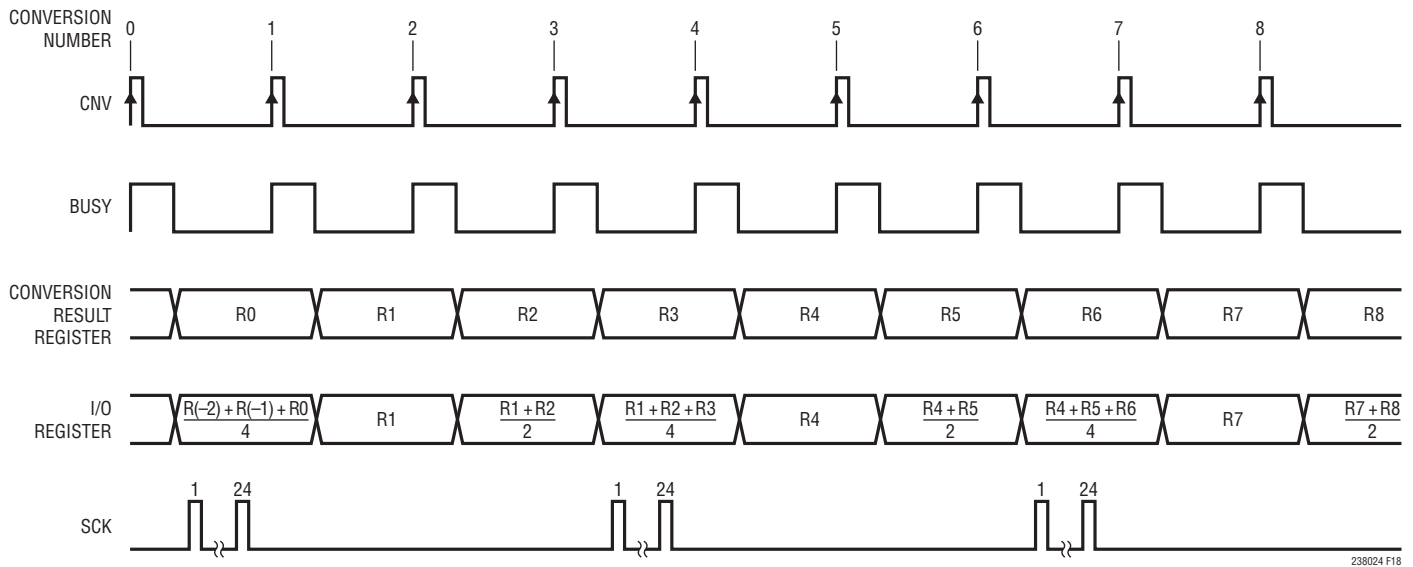 CONVERSION
NUMBER
0 1 2 3 4 5 6 7 8
CNV
BUSY
CONVERSION
RESULT
REGISTER
R0 R1 R2 R3 R4 R5 R6 R7 R8
I/O
REGISTER
R(–2) + R(–1) + R0
4
R1
R1 + R2
2
R1 + R2 + R3
4
R4
R4 + R5
2
R4 + R5 + R6
4
R7
R7 + R8
2
SCK
1 24 1 24 1 24
238024 F18